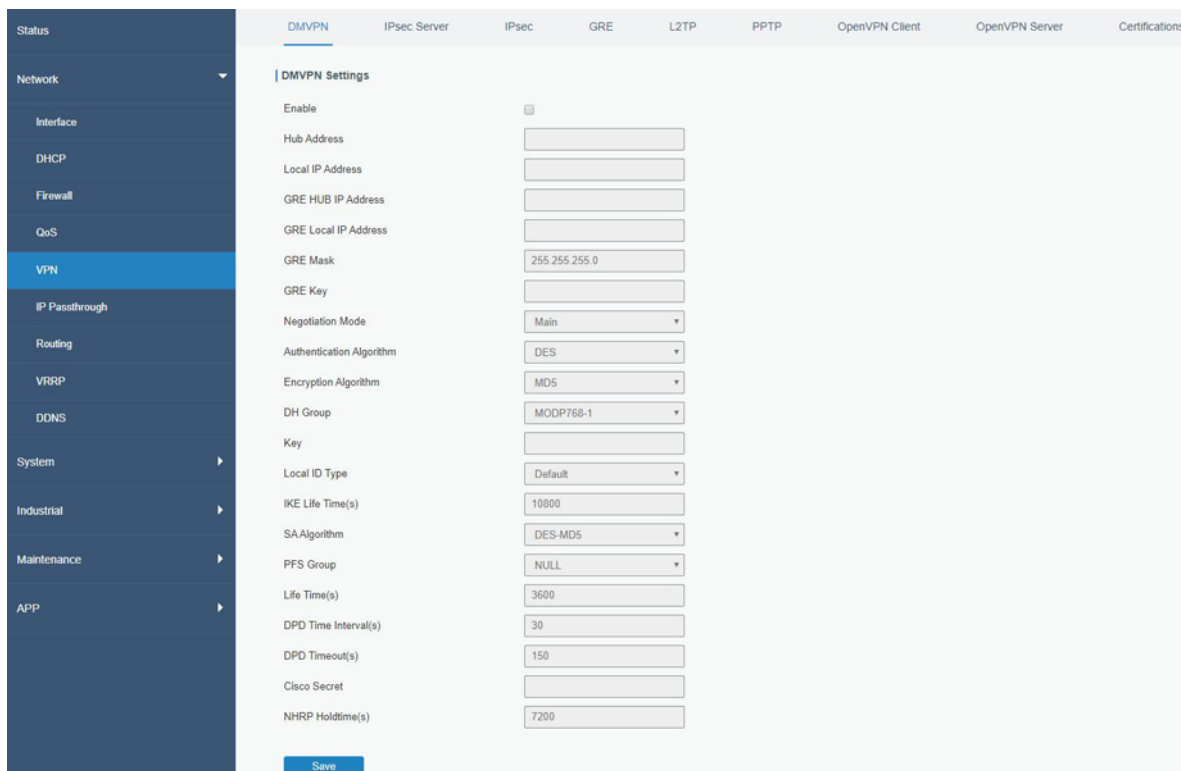 Status
Network
Interface
DHCP
Firewall
QoS
VPN
IP Passthrough
Routing
VRRP
DDNS
System
Industrial
Maintenance
APP
DMVPN IPsec Server IPsec GRE L2TP PPTP OpenVPN Client OpenVPN Server Certifications
DMVPN Settings
Enable
Hub Address
Local IP Address
GRE HUB IP Address
GRE Local IP Address
GRE Mask 255.255.255.0
GRE Key
Negotiation Mode Main
Authentication Algorithm DES
Encryption Algorithm MD5
DH Group MODP768-1
Key
Local ID Type Default
IKE Life Time(s) 10800
SA Algorithm DES-MD5
PFS Group NULL
Life Time(s) 3600
DPD Time Interval(s) 30
DPD Timeout(s) 150
Cisco Secret
NHRP Holdtime(s) 7200
Save